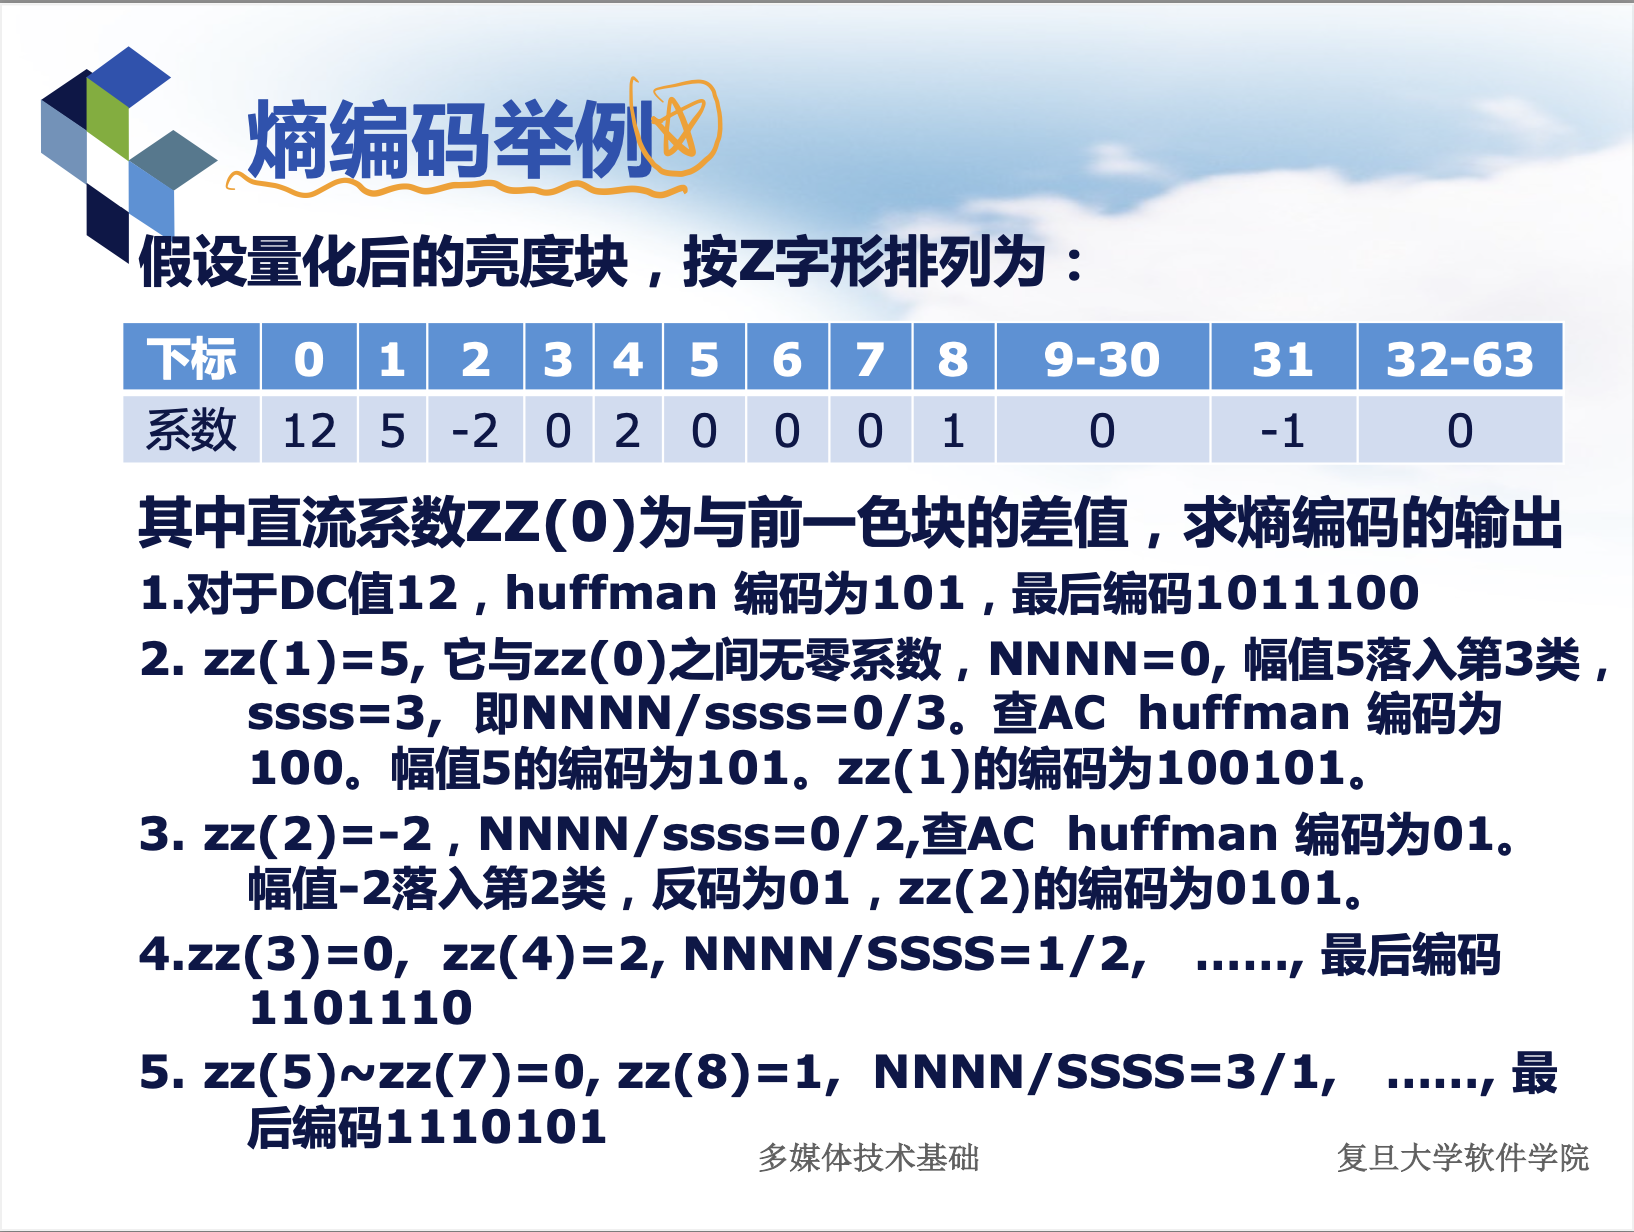 熵编码举例
假设量化后的亮度块，按Z字形排列为：
下标 0 1 2 3 4 5 6 7 8 9-30 31 32-63
系数 12 5 -2 0 2 0 0 0 1 0 -1 0
其中直流系数ZZ(0)为与前一色块的差值，求熵编码的输出
1.对于DC值12，huffman 编码为101，最后编码1011100
2. zz(1)=5, 它与zz(0)之间无零系数，NNNN=0, 幅值5落入第3类，
ssss=3, 即NNNN/ssss=0/3。查AC huffman 编码为
100。幅值5的编码为101。zz(1)的编码为100101。
3. zz(2)=-2，NNNN/ssss=0/2,查AC huffman 编码为01。
幅值-2落入第2类，反码为01，zz(2)的编码为0101。
4.zz(3)=0, zz(4)=2, NNNN/SSSS=1/2, ……, 最后编码
1101110
5. zz(5)~zz(7)=0, zz(8)=1, NNNN/SSSS=3/1, ……, 最
后编码1110101
多媒体技术基础
复旦大学软件学院